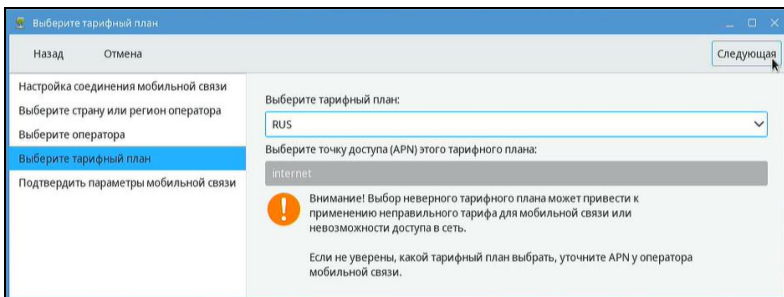 Выберите тарифный план
Назад Отмена Следующая
Настройка соединения мобильной связи
Выберите страну или регион оператора
Выберите оператора
Выберите тарифный план
Подтвердить параметры мобильной связи
Выберите тарифный план:
RUS
Выберите точку доступа (APN) этого тарифного плана:
internet
Внимание! Выбор неверного тарифного плана может привести к
применению неправильного тарифа для мобильной связи или
невозможности доступа в сеть.
Если не уверены, какой тарифный план выбрать, уточните APN у оператора
мобильной связи.